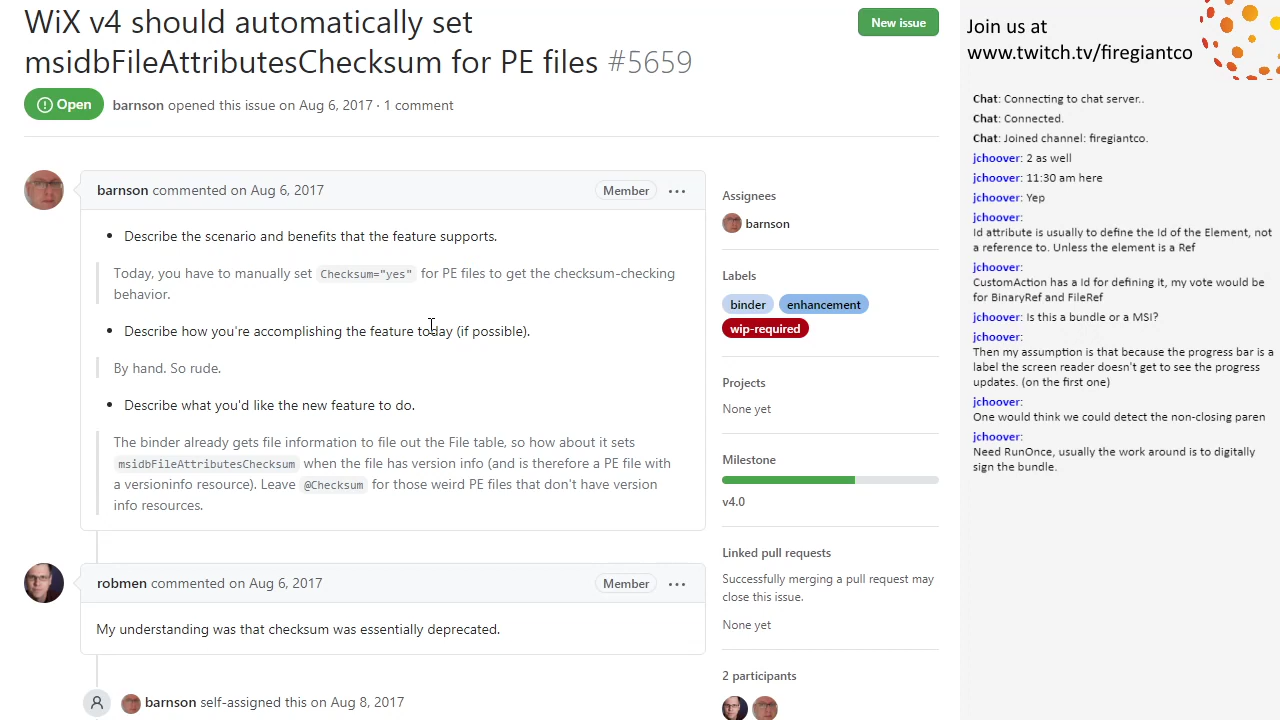 WiX v4 should automatically set
msidbFileAttributesChecksum for PE files #5659
New issue
Open
barnson opened this issue on Aug 6, 2017 · 1 comment
barnson commented on Aug 6, 2017
Member
Describe the scenario and benefits that the feature supports.
Today, you have to manually set Checksum="yes" for PE files to get the checksum-checking
behavior.
Describe how you're accomplishing the feature today (if possible).
By hand. So rude.
Describe what you'd like the new feature to do.
The binder already gets file information to file out the File table, so how about it sets
msidbFileAttributesChecksum when the file has version info (and is therefore a PE file with
a versioninfo resource). Leave @Checksum for those weird PE files that don't have version
info resources.
robmen commented on Aug 6, 2017
Member
My understanding was that checksum was essentially deprecated.
barnson self-assigned this on Aug 8, 2017
Assignees
barnson
Labels
binder
enhancement
wip-required
Projects
None yet
Milestone
v4.0
Linked pull requests
Successfully merging a pull request may
close this issue.
None yet
2 participants
Join us at
www.twitch.tv/firegiantco
Chat: Connecting to chat server..
Chat: Connected.
Chat: Joined channel: firegiantco.
jchoover: 2 as well
jchoover: 11:30 am here
jchoover: Yep
jchoover:
Id attribute is usually to define the Id of the Element, not
a reference to. Unless the element is a Ref
jchoover:
CustomAction has a Id for defining it, my vote would be
for BinaryRef and FileRef
jchoover: Is this a bundle or a MSI?
jchoover:
Then my assumption is that because the progress bar is a
label the screen reader doesn't get to see the progress
updates. (on the first one)
jchoover:
One would think we could detect the non-closing paren
jchoover:
Need RunOnce, usually the work around is to digitally
sign the bundle.